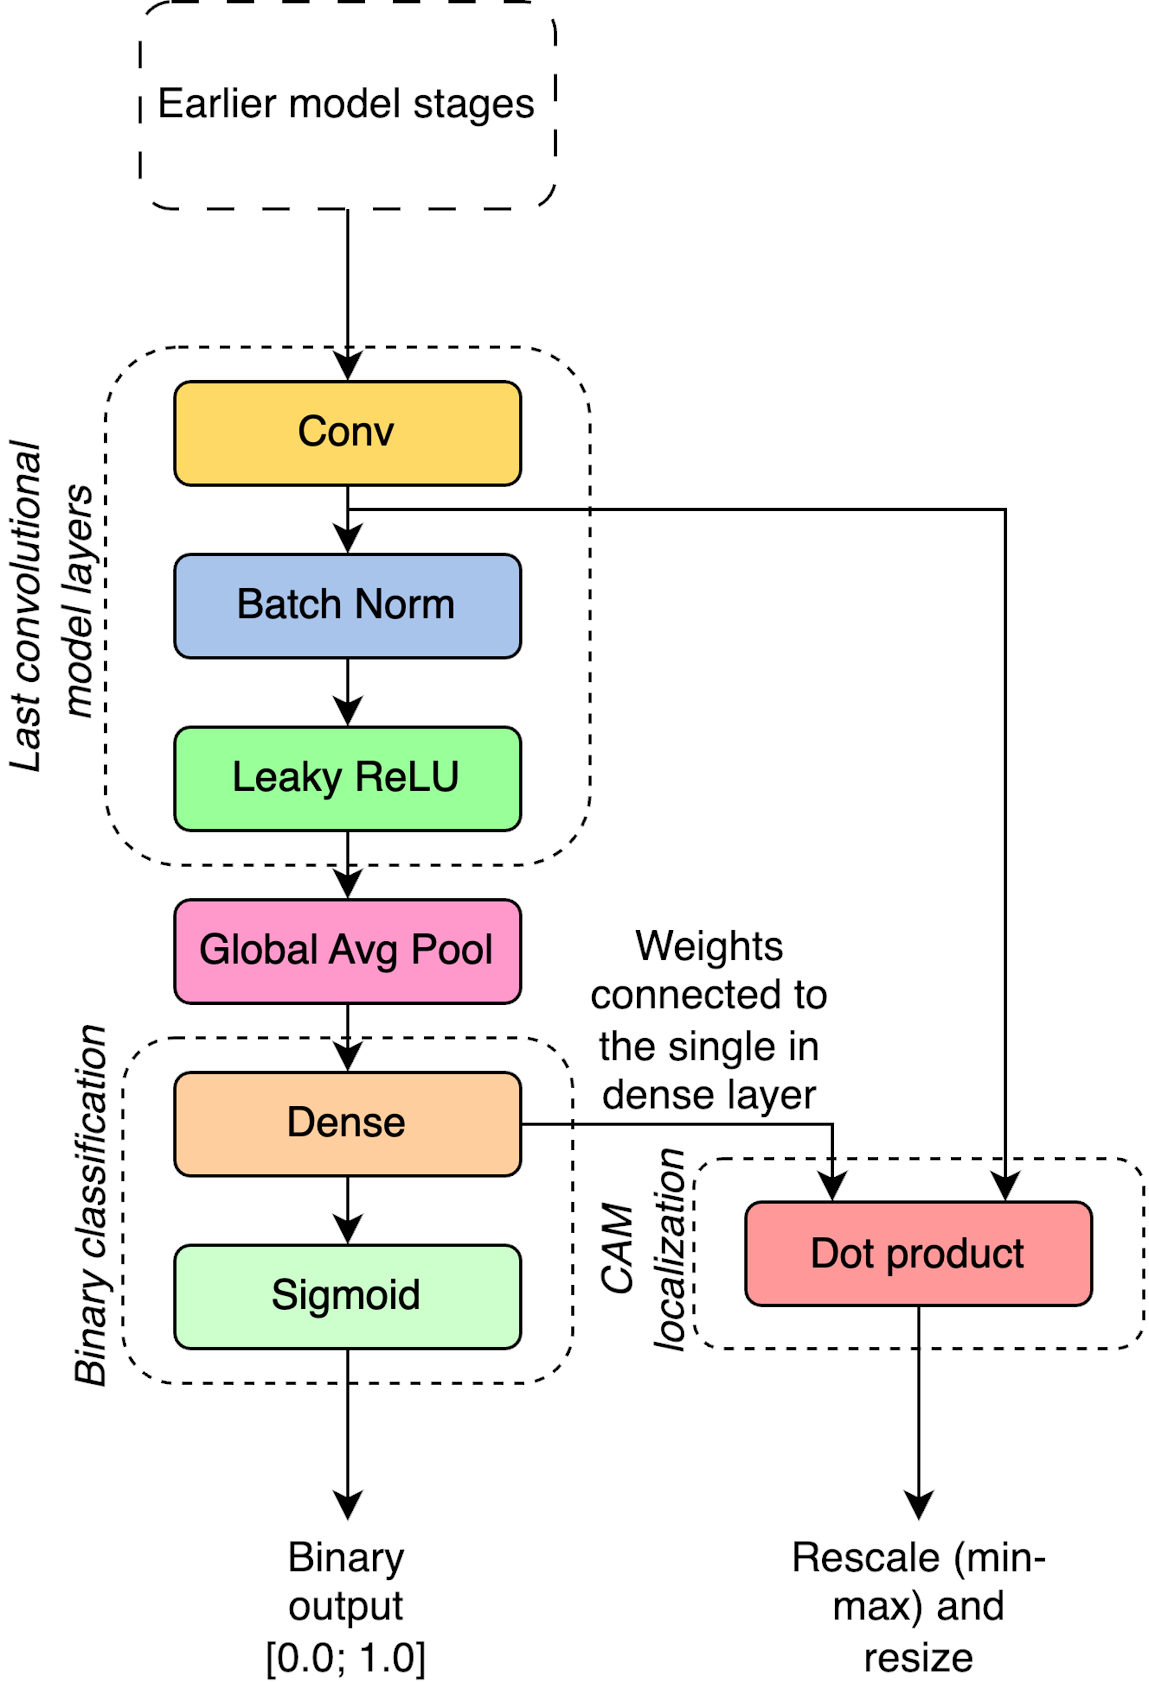 Earlier model stages
Last convolutional
model layers
Conv
Batch Norm
Leaky ReLU
Global Avg Pool
Weights
connected to
the single in
dense layer
Binary classification
Dense
Sigmoid
CAM
localization
Dot product
Binary
output
[0.0; 1.0]
Rescale (min-
max) and
resize